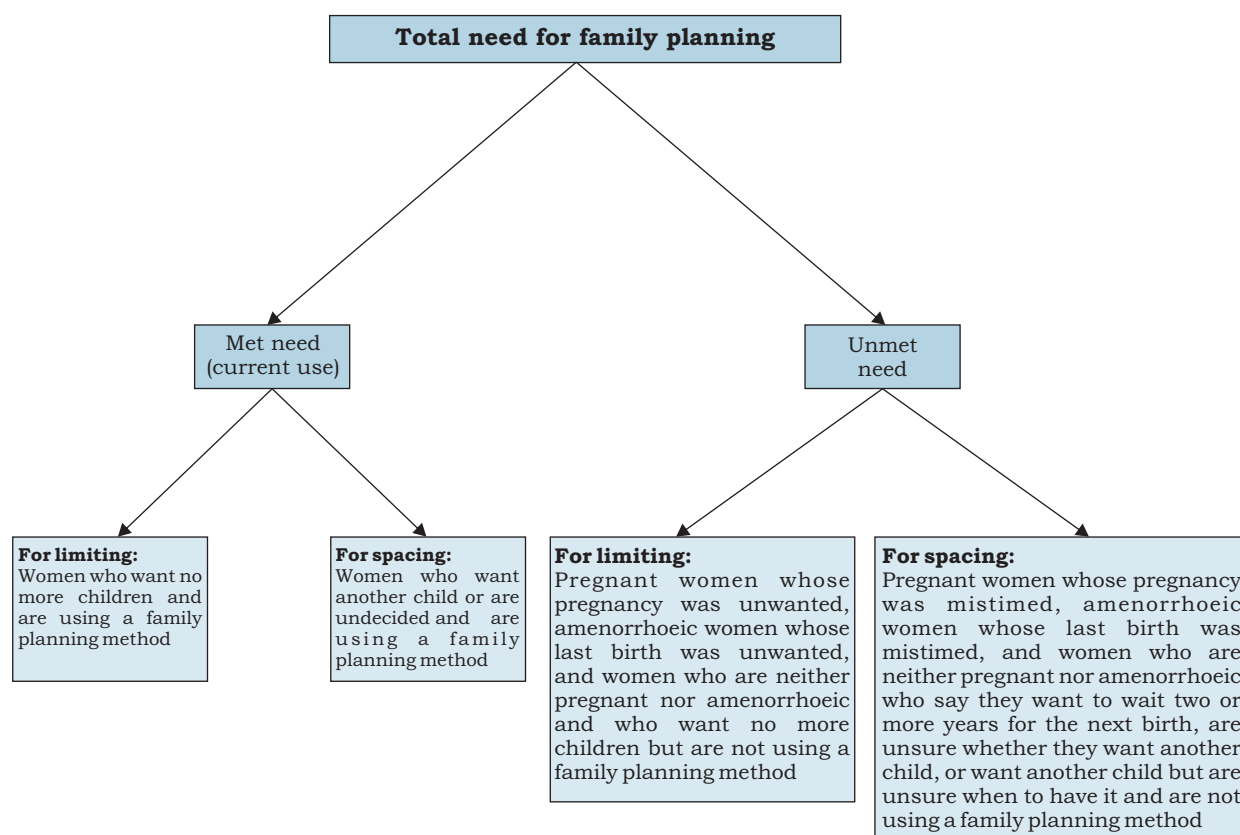 Total need for family planning
Met need
(current use)
Unmet
need
For limiting:
Women who want no
more children and
are using a family
planning method
For spacing:
Women who want
another child or are
undecided and are
using a family
planning method
For limiting:
Pregnant women whose
pregnancy was unwanted,
amenorrhoeic women whose
last birth was unwanted,
and women who are neither
pregnant nor amenorrhoeic
and who want no more
children but are not using a
family planning method
For spacing:
Pregnant women whose pregnancy
was mistimed, amenorrhoeic
women whose last birth was
mistimed, and women who are
neither pregnant nor amenorrhoeic
who say they want to wait two or
more years for the next birth, are
unsure whether they want another
child, or want another child but are
unsure when to have it and are not
using a family planning method